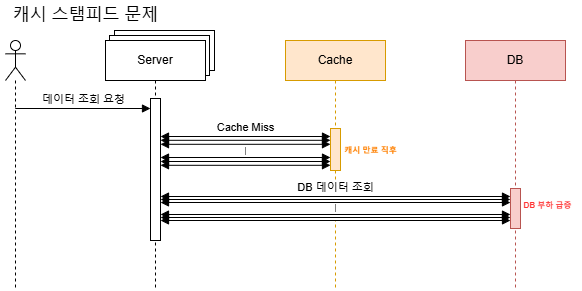 캐시 스탬피드 문제
Server
Cache
DB
데이터 조회 요청
Cache Miss
캐시 만료 직후
DB 데이터 조회
DB 부하 급증